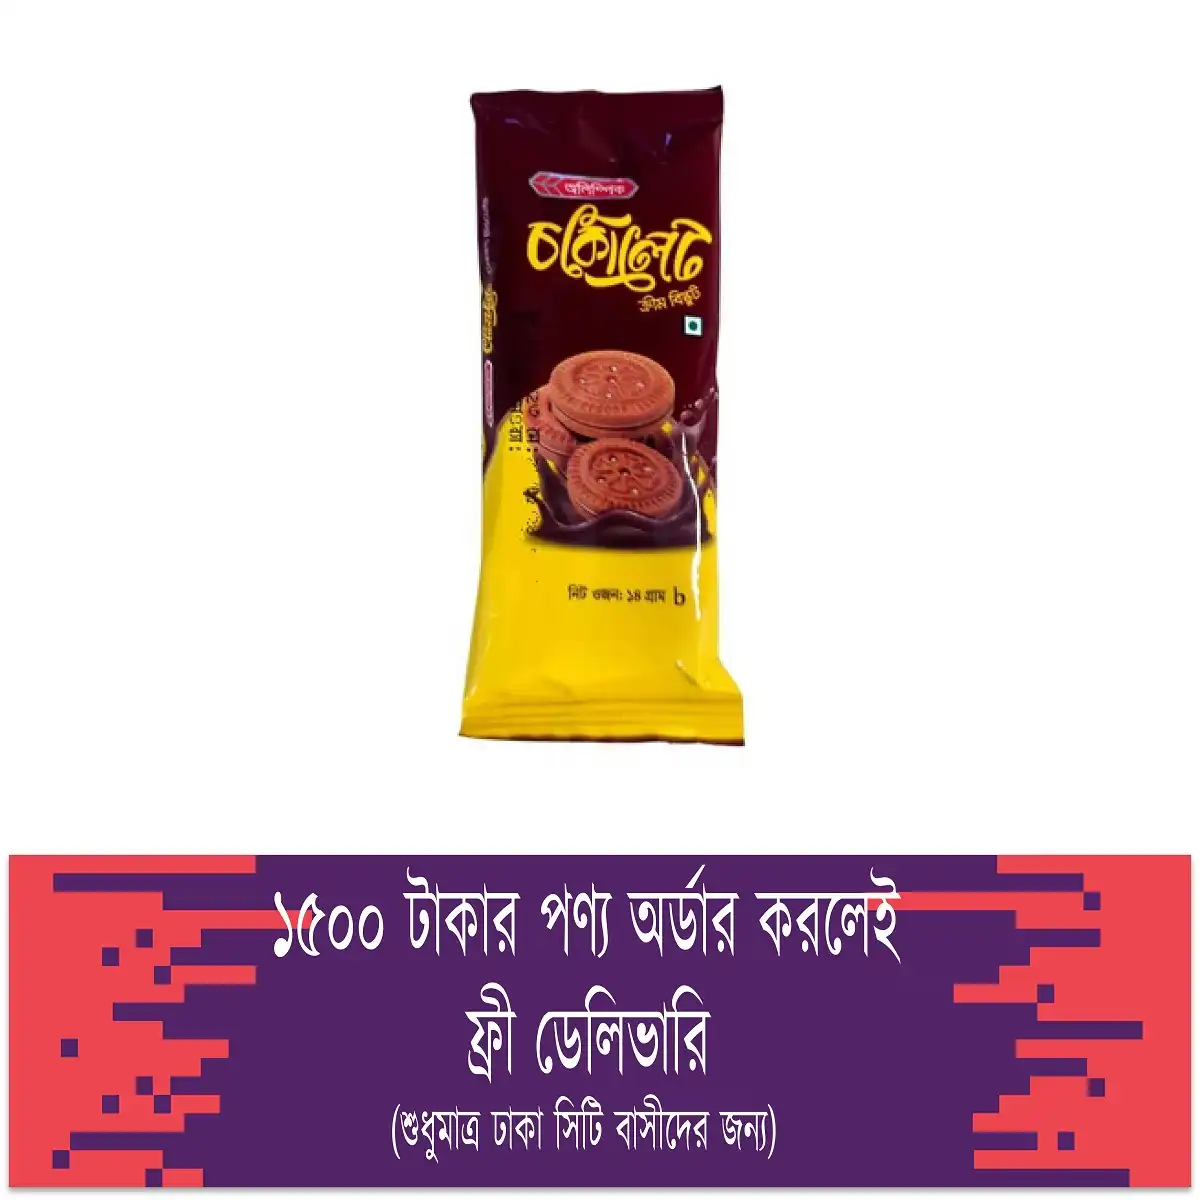 অলিম্পিক
চকোলেট
ক্রীম বিস্কুট
নিট ওজন: ১৪ গ্রাম b
১৫০০ টাকার পণ্য অর্ডার করলেই
ফ্রী ডেলিভারি
(শুধুমাত্র ঢাকা সিটি বাসীদের জন্য)